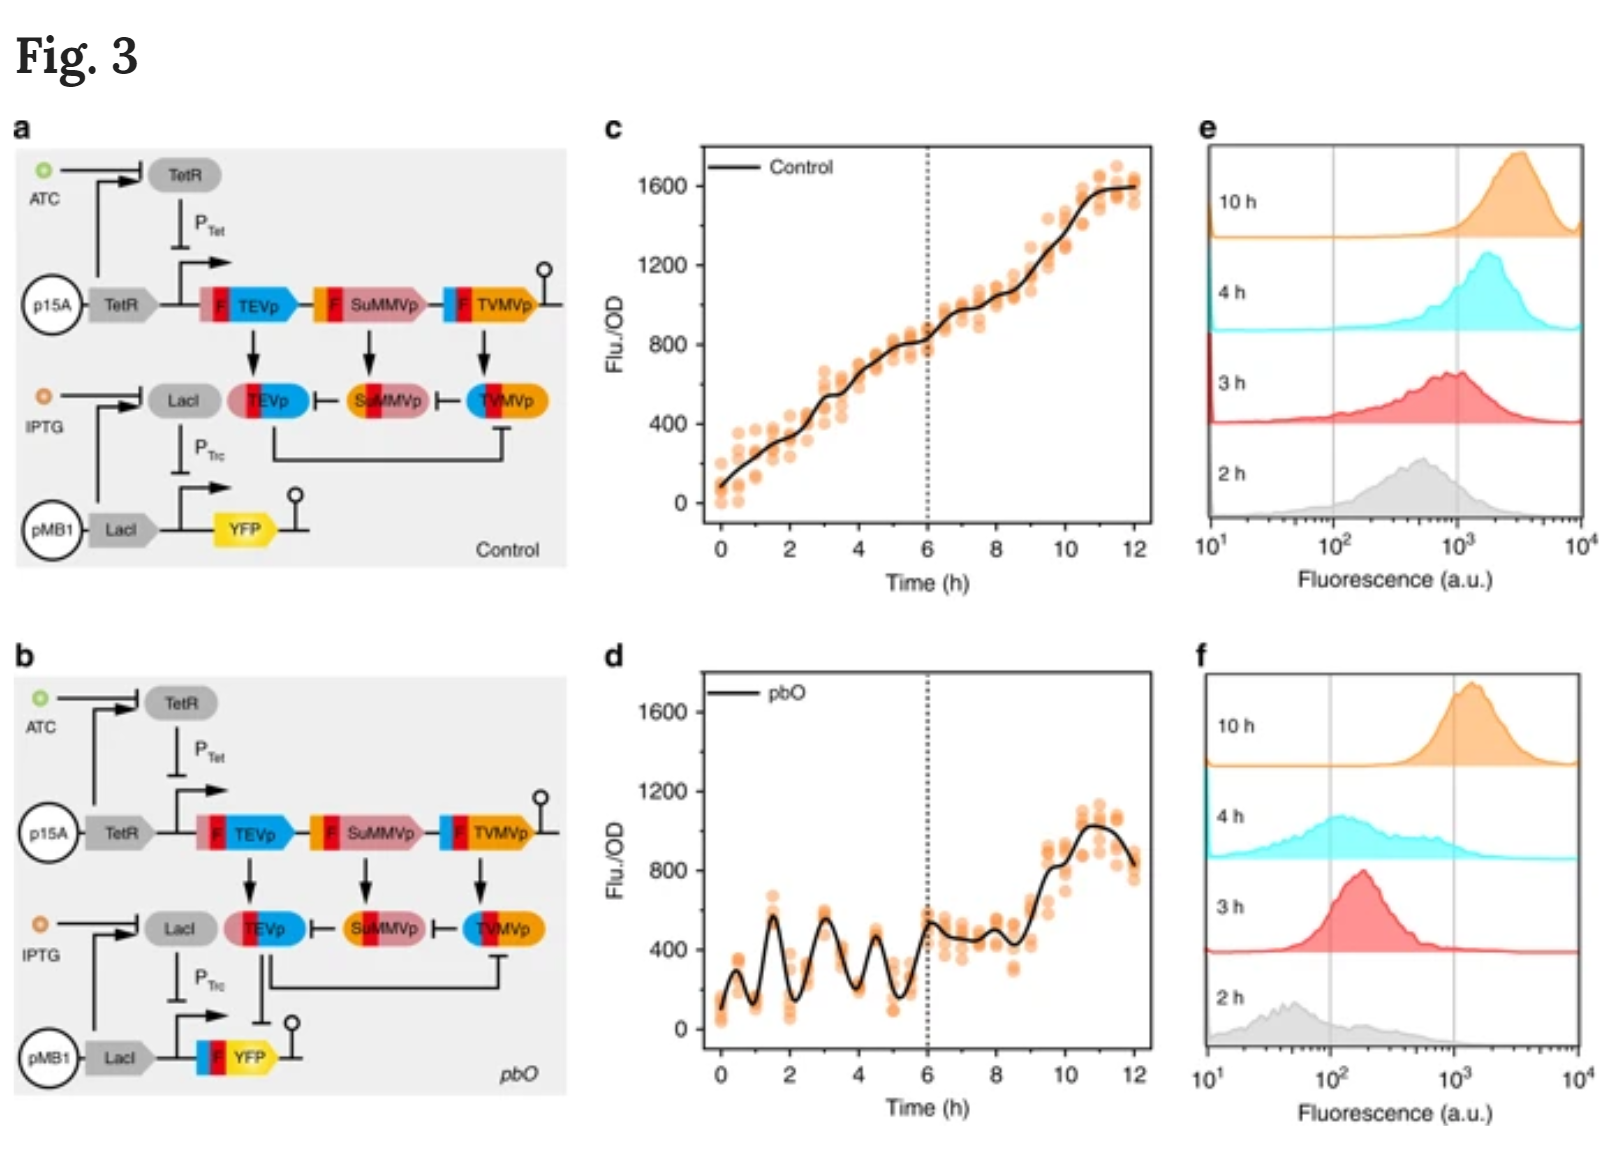 Fig. 3
a
ATC
TetR
P Tet
p15A
TetR
F TEVp
F SuMMVp
F TVMVp
IPTG
LacI
TEVp
SuMMVp
TVMVp
P Trc
pMB1
LacI
YFP
Control
c
Control
1600
1200
800
400
0
Flu./OD
0 2 4 6 8 10 12
Time (h)
e
10 h
4 h
3 h
2 h
10¹ 10² 10³ 10⁴
Fluorescence (a.u.)
b
ATC
TetR
P Tet
p15A
TetR
F TEVp
F SuMMVp
F TVMVp
IPTG
LacI
TEVp
SuMMVp
TVMVp
P Trc
pMB1
LacI
F YFP
pbO
d
pbO
1600
1200
800
400
0
Flu./OD
0 2 4 6 8 10 12
Time (h)
f
10 h
4 h
3 h
2 h
10¹ 10² 10³ 10⁴
Fluorescence (a.u.)